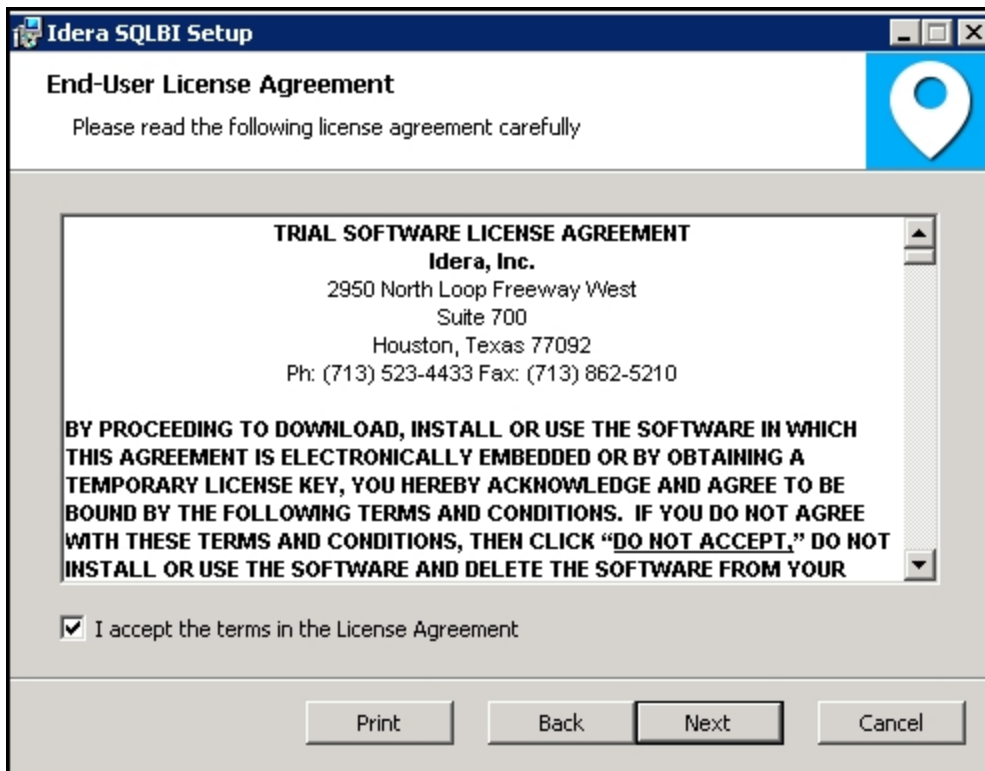 Idera SQLBI Setup
End-User License Agreement
Please read the following license agreement carefully
TRIAL SOFTWARE LICENSE AGREEMENT
Idera, Inc.
2950 North Loop Freeway West
Suite 700
Houston, Texas 77092
Ph: (713) 523-4433 Fax: (713) 862-5210
BY PROCEEDING TO DOWNLOAD, INSTALL OR USE THE SOFTWARE IN WHICH
THIS AGREEMENT IS ELECTRONICALLY EMBEDDED OR BY OBTAINING A
TEMPORARY LICENSE KEY, YOU HEREBY ACKNOWLEDGE AND AGREE TO BE
BOUND BY THE FOLLOWING TERMS AND CONDITIONS.  IF YOU DO NOT AGREE
WITH THESE TERMS AND CONDITIONS, THEN CLICK “DO NOT ACCEPT,” DO NOT
INSTALL OR USE THE SOFTWARE AND DELETE THE SOFTWARE FROM YOUR
I accept the terms in the License Agreement
Print Back Next Cancel